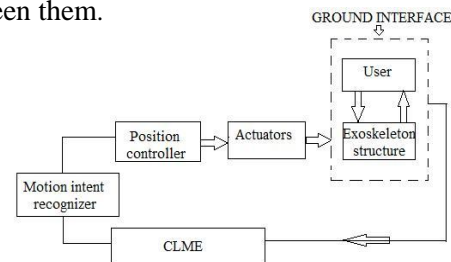 een them.
GROUND INTERFACE
User
Position
controller
Actuators
Exoskeleton
structure
Motion intent
recognizer
CLME